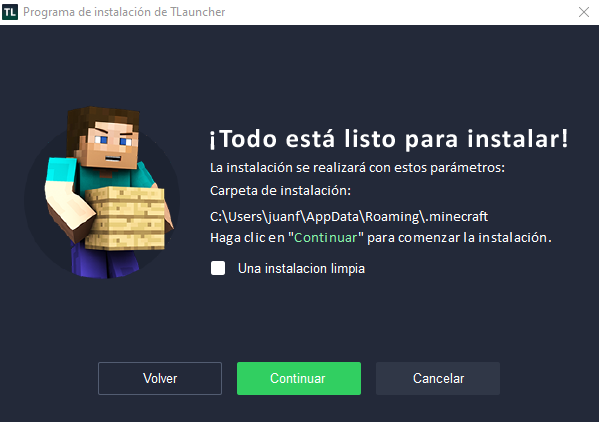 TL Programa de instalación de TLauncher
¡Todo está listo para instalar!
La instalación se realizará con estos parámetros:
Carpeta de instalación:
C:\Users\juanf\AppData\Roaming\.minecraft
Haga clic en "Continuar" para comenzar la instalación.
Una instalacion limpia
Volver
Continuar
Cancelar